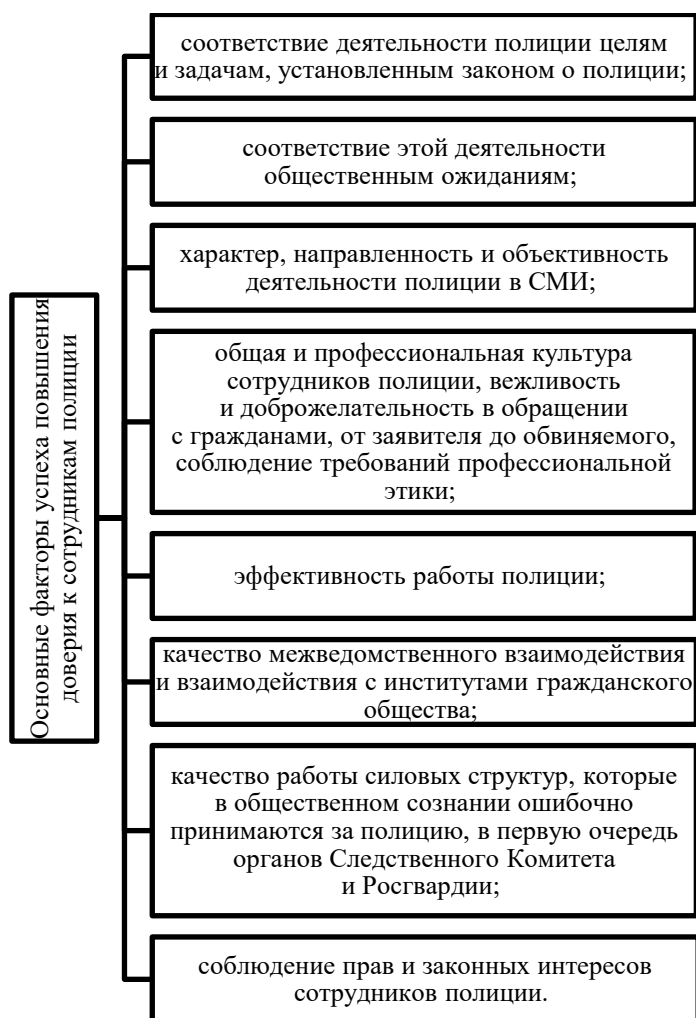 Основные факторы успеха повышения
доверия к сотрудникам полиции
соответствие деятельности полиции целям
и задачам, установленным законом о полиции;
соответствие этой деятельности
общественным ожиданиям;
характер, направленность и объективность
деятельности полиции в СМИ;
общая и профессиональная культура
сотрудников полиции, вежливость
и доброжелательность в обращении
с гражданами, от заявителя до обвиняемого,
соблюдение требований профессиональной
этики;
эффективность работы полиции;
качество межведомственного взаимодействия
и взаимодействия с институтами гражданского
общества;
качество работы силовых структур, которые
в общественном сознании ошибочно
принимаются за полицию, в первую очередь
органов Следственного Комитета
и Росгвардии;
соблюдение прав и законных интересов
сотрудников полиции.